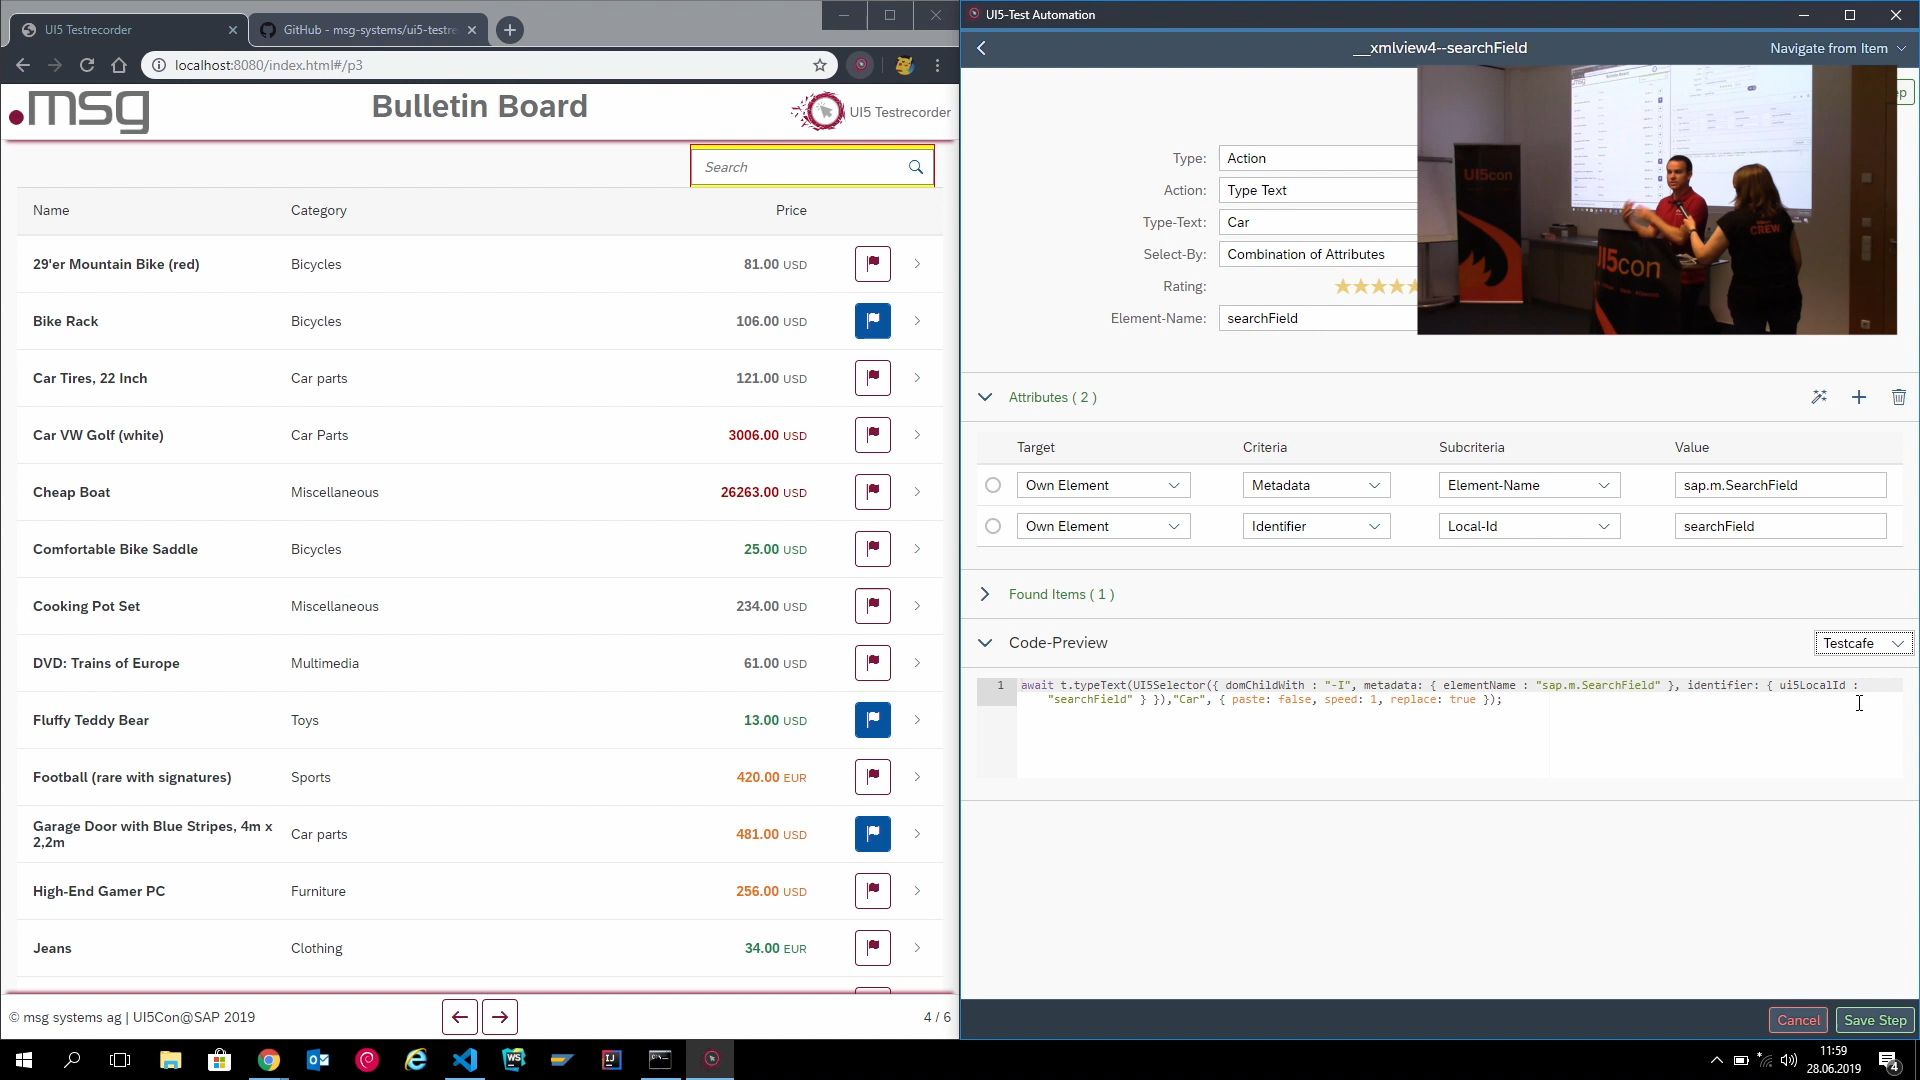 UI5 Testrecorder
GitHub - msg-systems/ui5-testre
localhost:8080/index.html#/p3
.msg
Bulletin Board
UI5 Testrecorder
Search
Name Category Price
29'er Mountain Bike (red) Bicycles 81.00 USD
Bike Rack Bicycles 106.00 USD
Car Tires, 22 Inch Car parts 121.00 USD
Car VW Golf (white) Car Parts 3006.00 USD
Cheap Boat Miscellaneous 26263.00 USD
Comfortable Bike Saddle Bicycles 25.00 USD
Cooking Pot Set Miscellaneous 234.00 USD
DVD: Trains of Europe Multimedia 61.00 USD
Fluffy Teddy Bear Toys 13.00 USD
Football (rare with signatures) Sports 420.00 EUR
Garage Door with Blue Stripes, 4m x
2,2m
Car parts 481.00 USD
High-End Gamer PC Furniture 256.00 USD
Jeans Clothing 34.00 EUR
© msg systems ag | UI5Con@SAP 2019
4 / 6
UI5-Test Automation
__xmlview4--searchField
Navigate from Item
ep
Type: Action
Action: Type Text
Type-Text: Car
Select-By: Combination of Attributes
Rating:
Element-Name: searchField
UI5con
UI5con
CREW
Attributes ( 2 )
Target Criteria Subcriteria Value
Own Element Metadata Element-Name sap.m.SearchField
Own Element Identifier Local-Id searchField
Found Items ( 1 )
Code-Preview
Testcafe
1 await t.typeText(UI5Selector({ domChildWith : "-I", metadata: { elementName : "sap.m.SearchField" }, identifier: { ui5LocalId :
"searchField" } }),"Car", { paste: false, speed: 1, replace: true });
Cancel
Save Step
11:59
28.06.2019
4